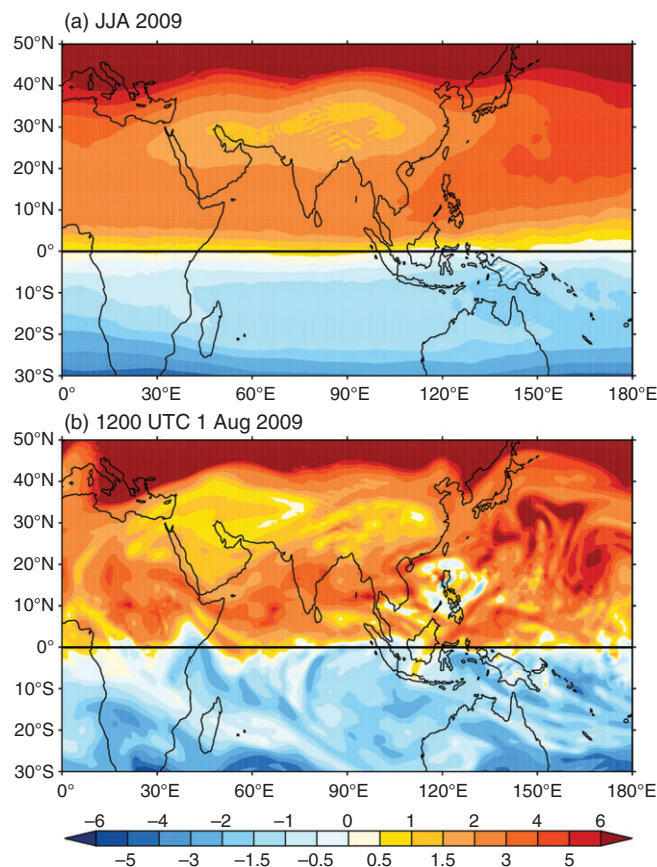 (a) JJA 2009
50°N
40°N
30°N
20°N
10°N
0°
10°S
20°S
30°S
0° 30°E 60°E 90°E 120°E 150°E 180°E
(b) 1200 UTC 1 Aug 2009
50°N
40°N
30°N
20°N
10°N
0°
10°S
20°S
30°S
0° 30°E 60°E 90°E 120°E 150°E 180°E
–6 –4 –2 –1 0 1 2 4 6
–5 –3 –1.5 –0.5 0.5 1.5 3 5